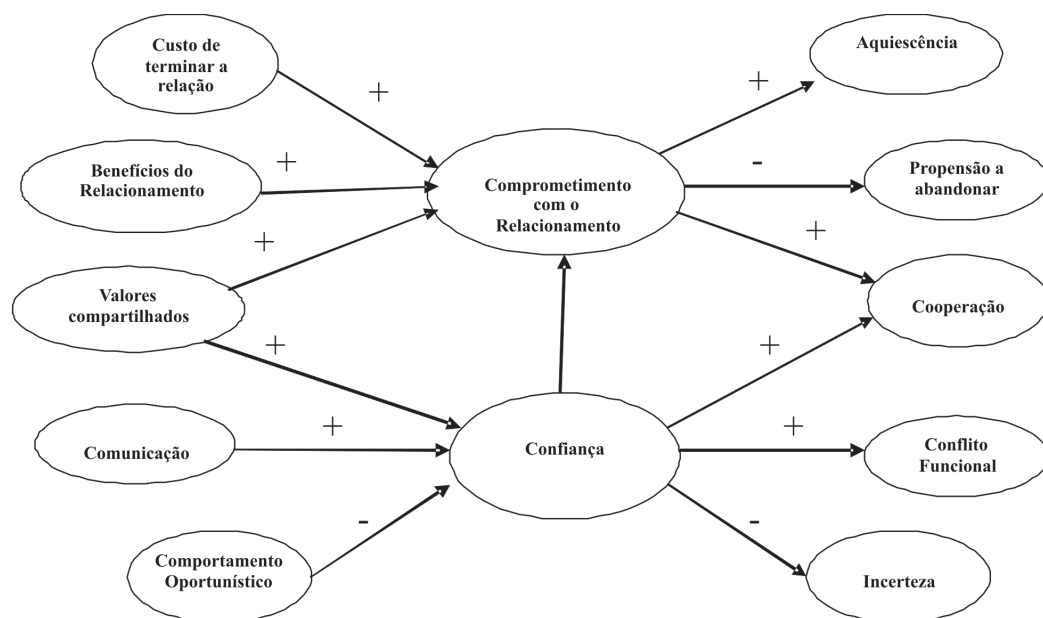 Custo de
terminar a
relação
+
Aquiescência
+
Benefícios do
Relacionamento
+
Comprometimento
com o
Relacionamento
-
Propensão a
abandonar
+
Valores
compartilhados
+
+
Cooperação
+
Comunicação
+
Confiança
+
Conflito
Funcional
-
Comportamento
Oportunístico
-
Incerteza